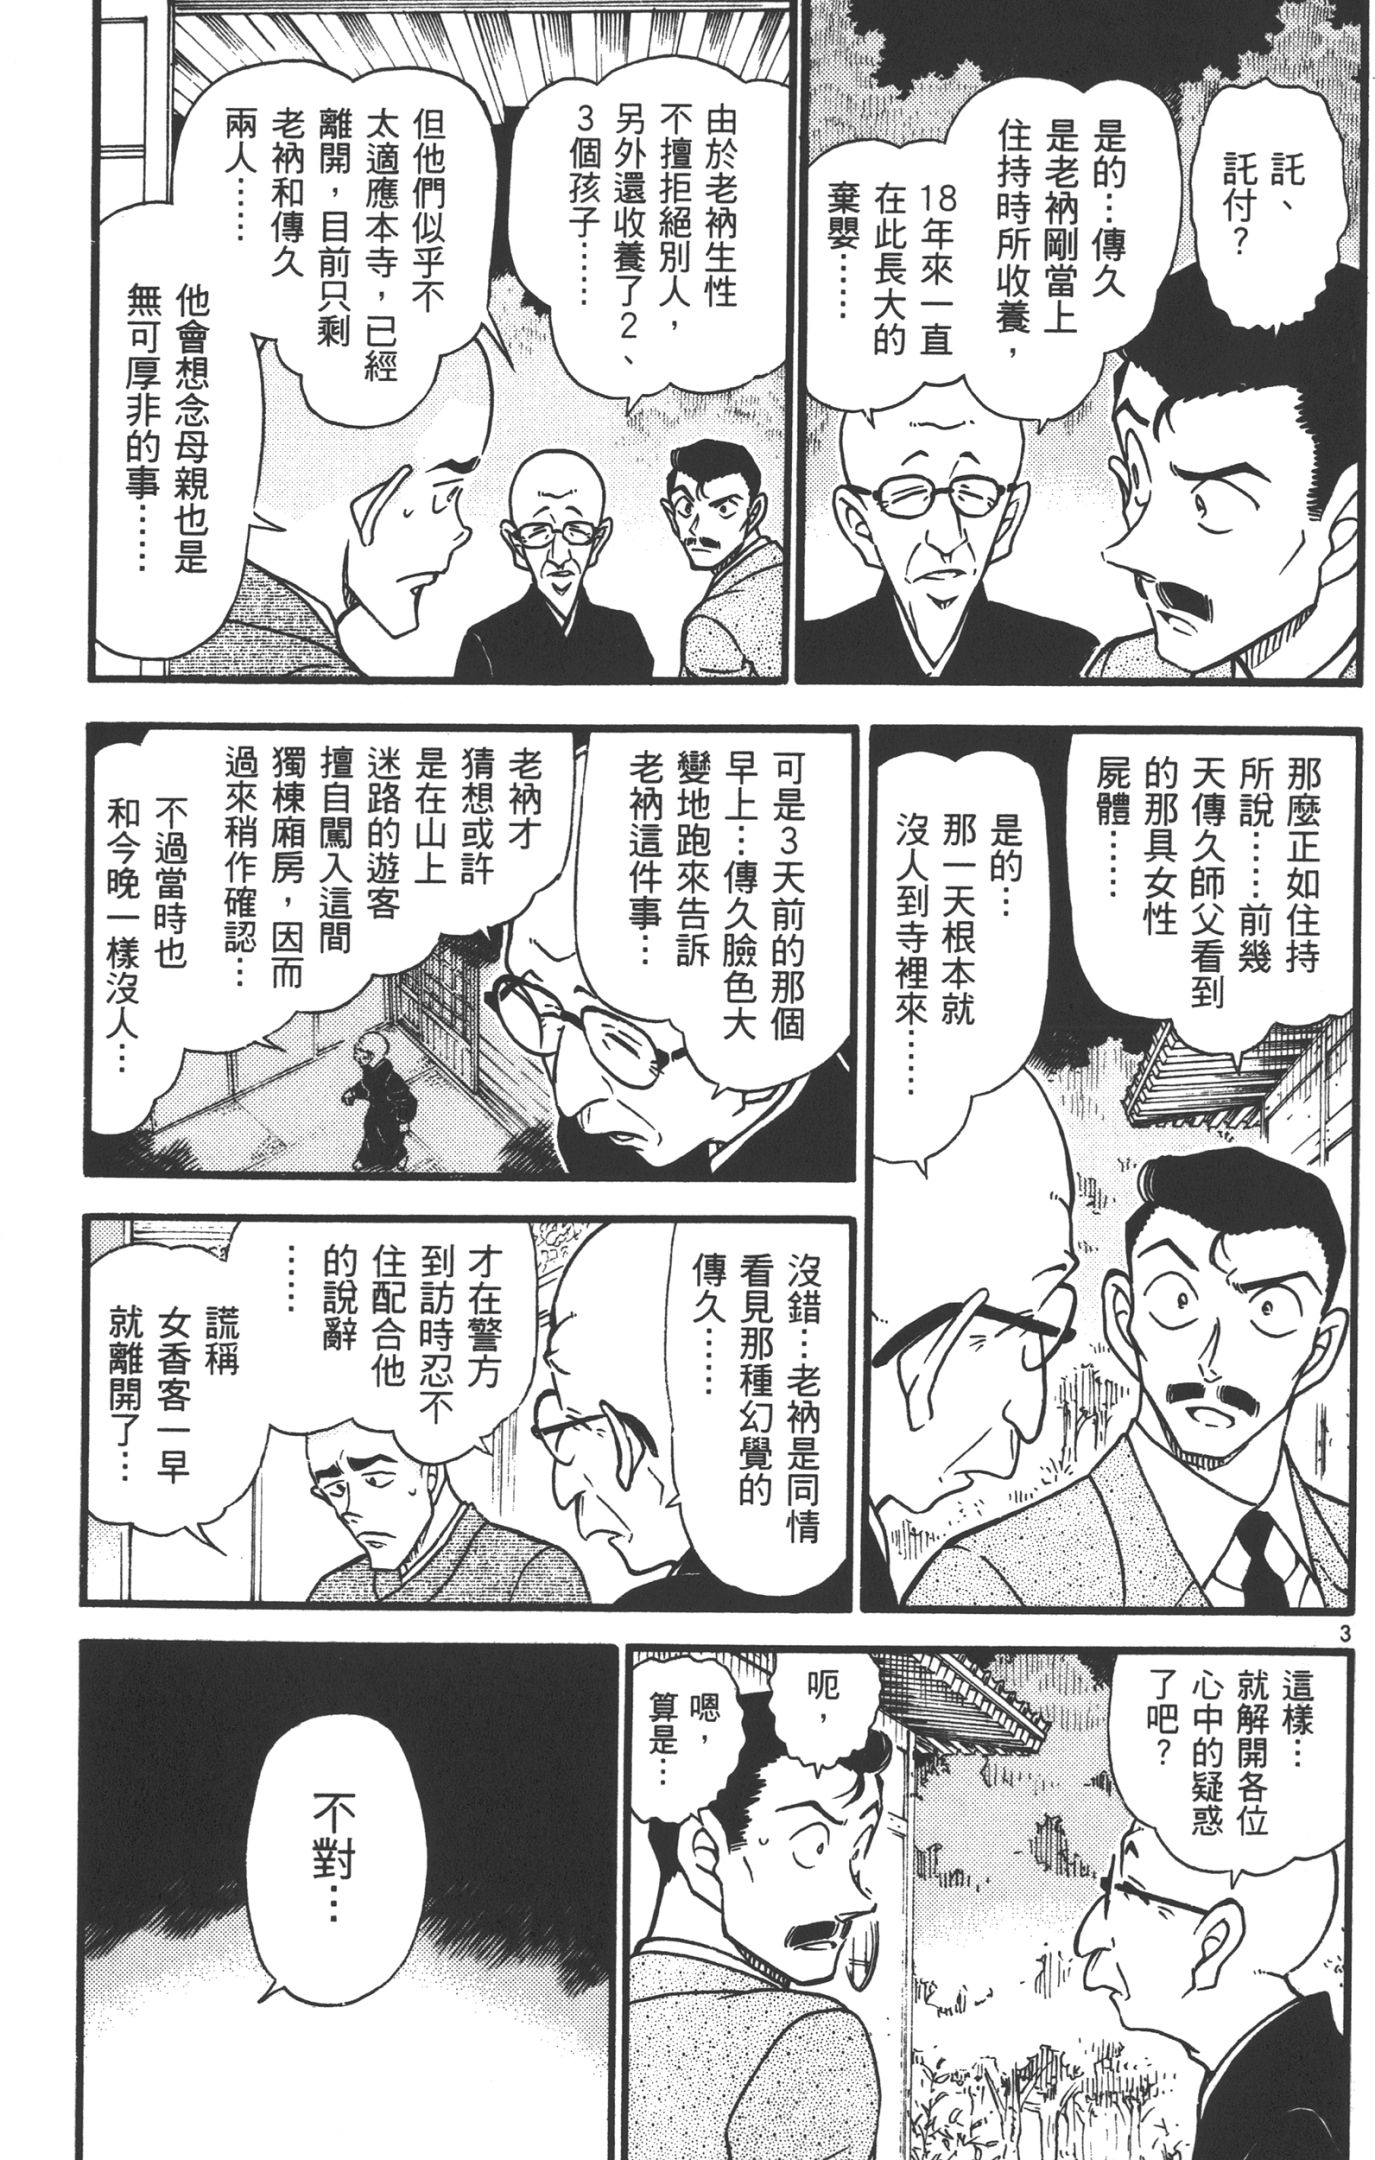 託、
託付？
是的…傳久
是老衲剛當上
住持時所收養，
18年來一直
在此長大的
棄嬰……
由於老衲生性
不擅拒絕別人，
另外還收養了2、
3個孩子……
但他們似乎不
太適應本寺，已經
離開，目前只剩
老衲和傳久
兩人……
他會想念母親也是
無可厚非的事……
那麼正如住持
所說……前幾
天傳久師父看到
的那具女性
屍體……
是的…
那一天根本就
沒人到寺裡來……
可是3天前的那個
早上…傳久臉色大
變地跑來告訴
老衲這件事…
老衲才
猜想或許
是在山上
迷路的遊客
擅自闖入這間
獨棟廂房，因而
過來稍作確認…
不過當時也
和今晚一樣沒人…
沒錯…老衲是同情
看見那種幻覺的
傳久……
才在警方
到訪時忍不
住配合他
的說辭
……
謊稱
女香客一早
就離開了…
3
這樣…
就解開各位
心中的疑惑
了吧？
呃，
嗯，
算是…
不對…